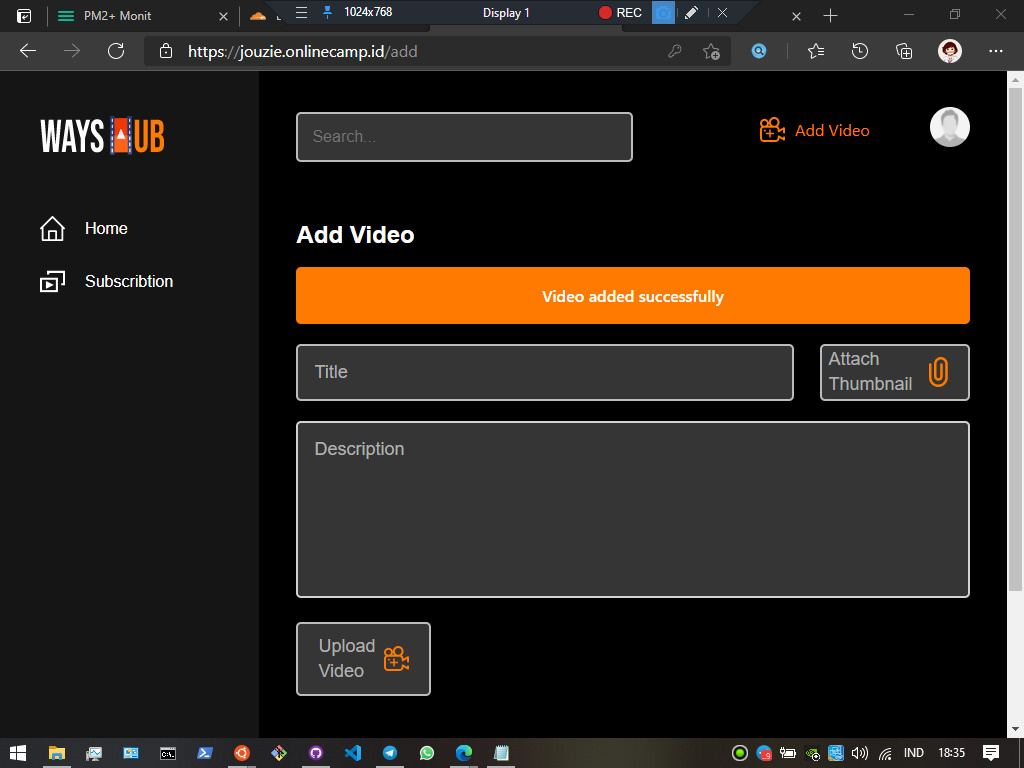 PM2+ Monit
1024x768
Display 1
REC
https://jouzie.onlinecamp.id/add
WAYS UB
Search...
Add Video
Home
Subscribtion
Add Video
Video added successfully
Title
Attach
Thumbnail
Description
Upload
Video
IND
18:35